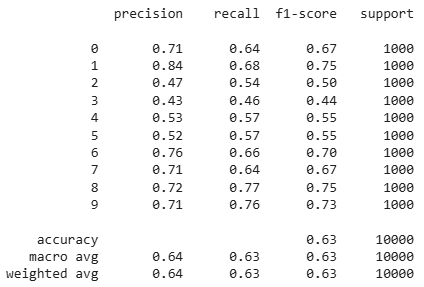 precision recall f1-score support
0 0.71 0.64 0.67 1000
1 0.84 0.68 0.75 1000
2 0.47 0.54 0.50 1000
3 0.43 0.46 0.44 1000
4 0.53 0.57 0.55 1000
5 0.52 0.57 0.55 1000
6 0.76 0.66 0.70 1000
7 0.71 0.64 0.67 1000
8 0.72 0.77 0.75 1000
9 0.71 0.76 0.73 1000
accuracy 0.63 10000
macro avg 0.64 0.63 0.63 10000
weighted avg 0.64 0.63 0.63 10000